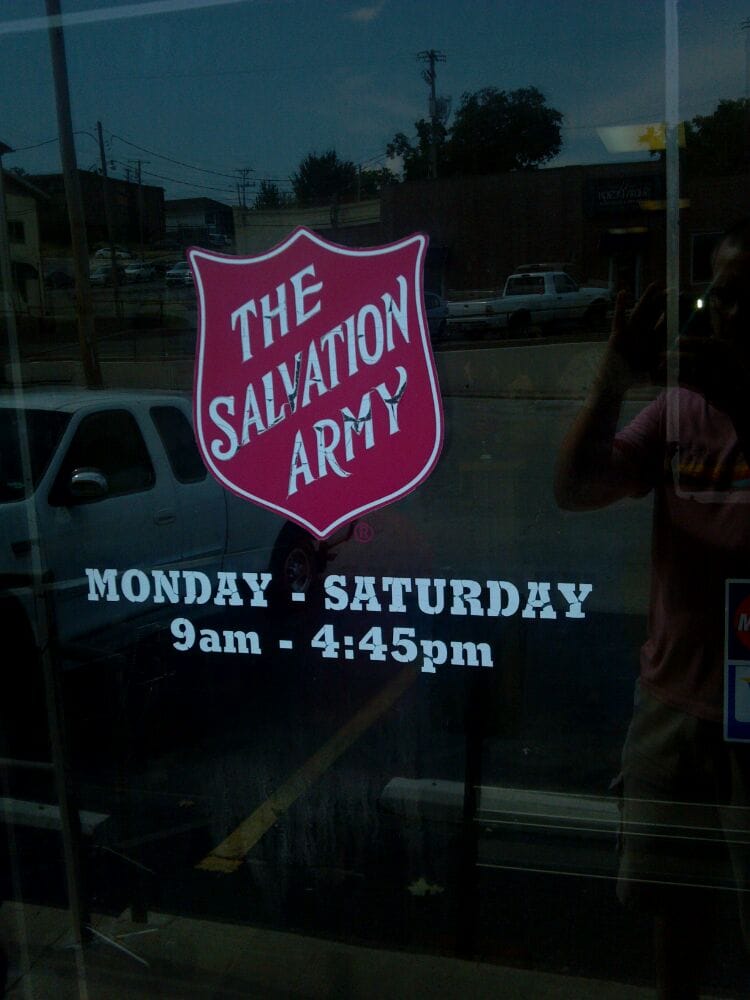 THE
SALVATION
ARMY
®
MONDAY - SATURDAY
9am - 4:45pm